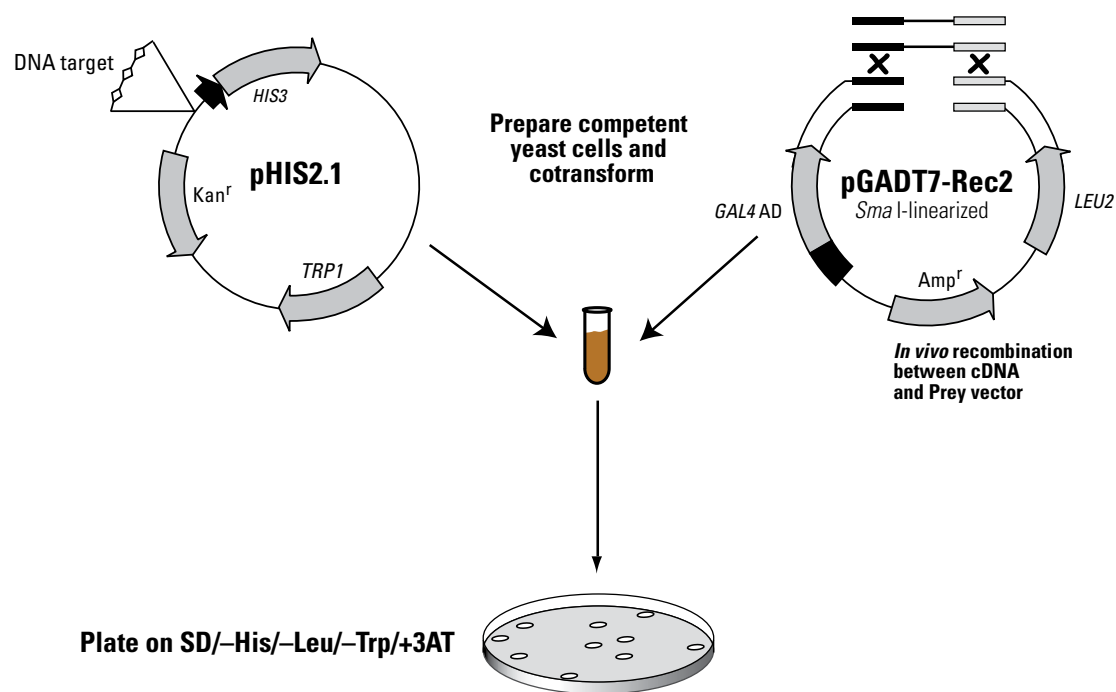 DNA target
HIS3
pHIS2.1
Kanʳ
TRP1
Prepare competent
yeast cells and
cotransform
pGADT7-Rec2
Sma I-linearized
GAL4 AD
LEU2
Ampʳ
In vivo recombination
between cDNA
and Prey vector
Plate on SD/–His/–Leu/–Trp/+3AT